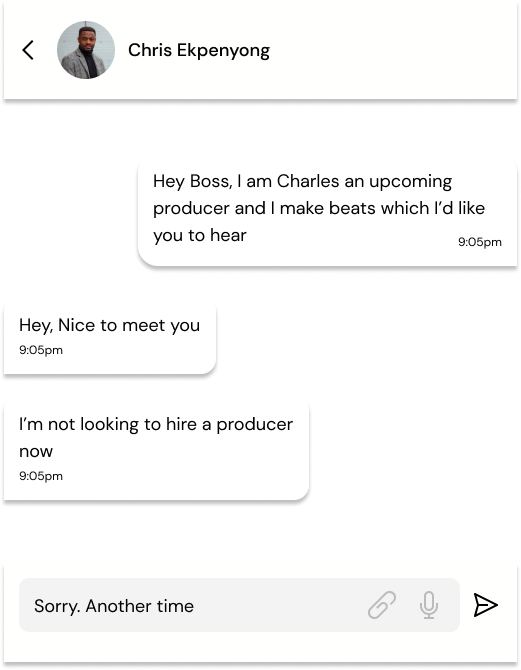 Chris Ekpenyong
Hey Boss, I am Charles an upcoming
producer and I make beats which I’d like
you to hear
9:05pm
Hey, Nice to meet you
9:05pm
I’m not looking to hire a producer
now
9:05pm
Sorry. Another time